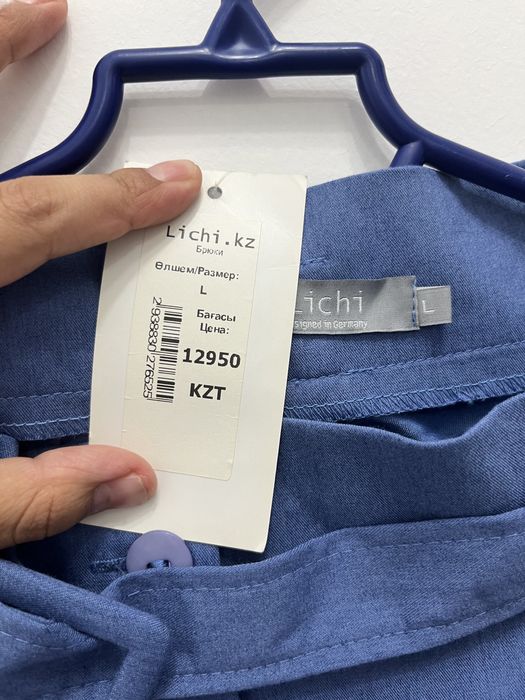 Lichi.kz
Брюки
Өлшем/Размер:
L
Бағасы
Цена:
12950
KZT
2938830276525
Lichi
signed in Germany
L